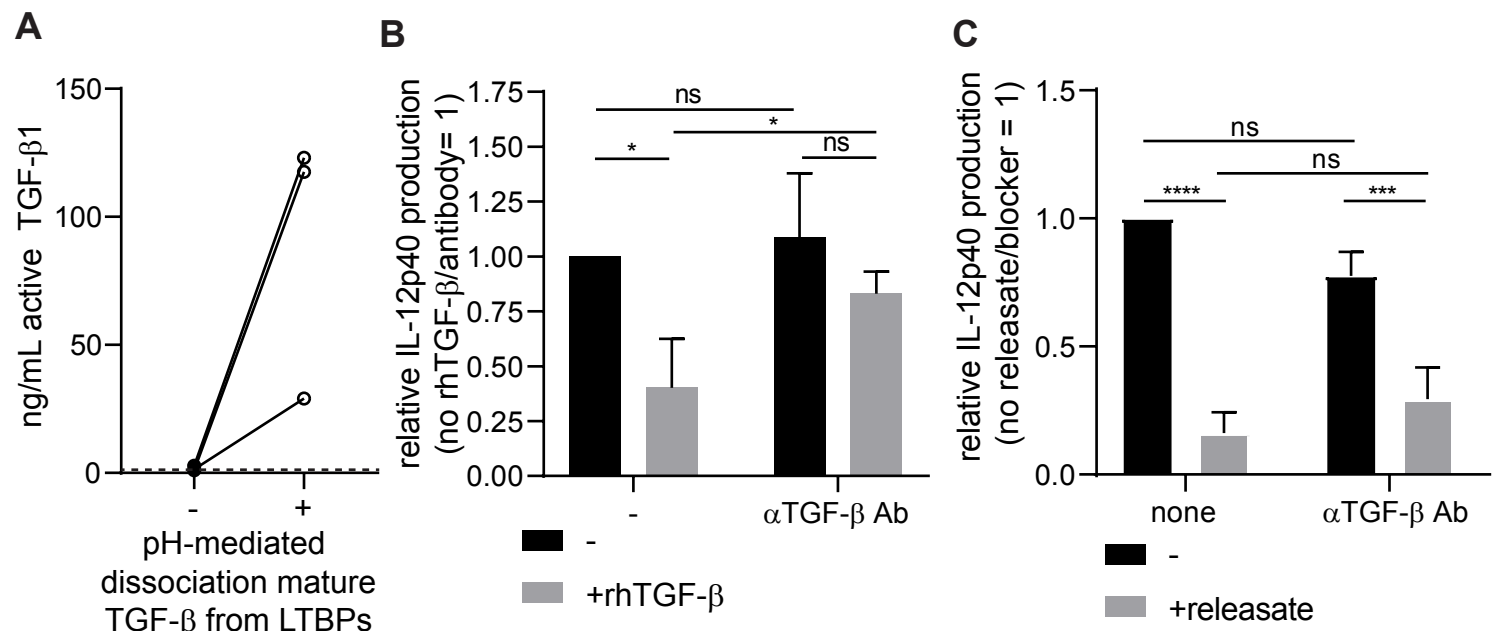 A
ng/mL active TGF-β1
150
100
50
0
-
+
pH-mediated
dissociation mature
TGF-β from LTBPs
B
relative IL-12p40 production
(no rhTGF-β/antibody= 1)
1.75
1.50
1.25
1.00
0.75
0.50
0.25
0.00
ns
*
*
ns
-
αTGF-β Ab
-
+rhTGF-β
C
relative IL-12p40 production
(no releasate/blocker = 1)
1.5
1.0
0.5
0.0
ns
ns
****
***
none
αTGF-β Ab
-
+releasate